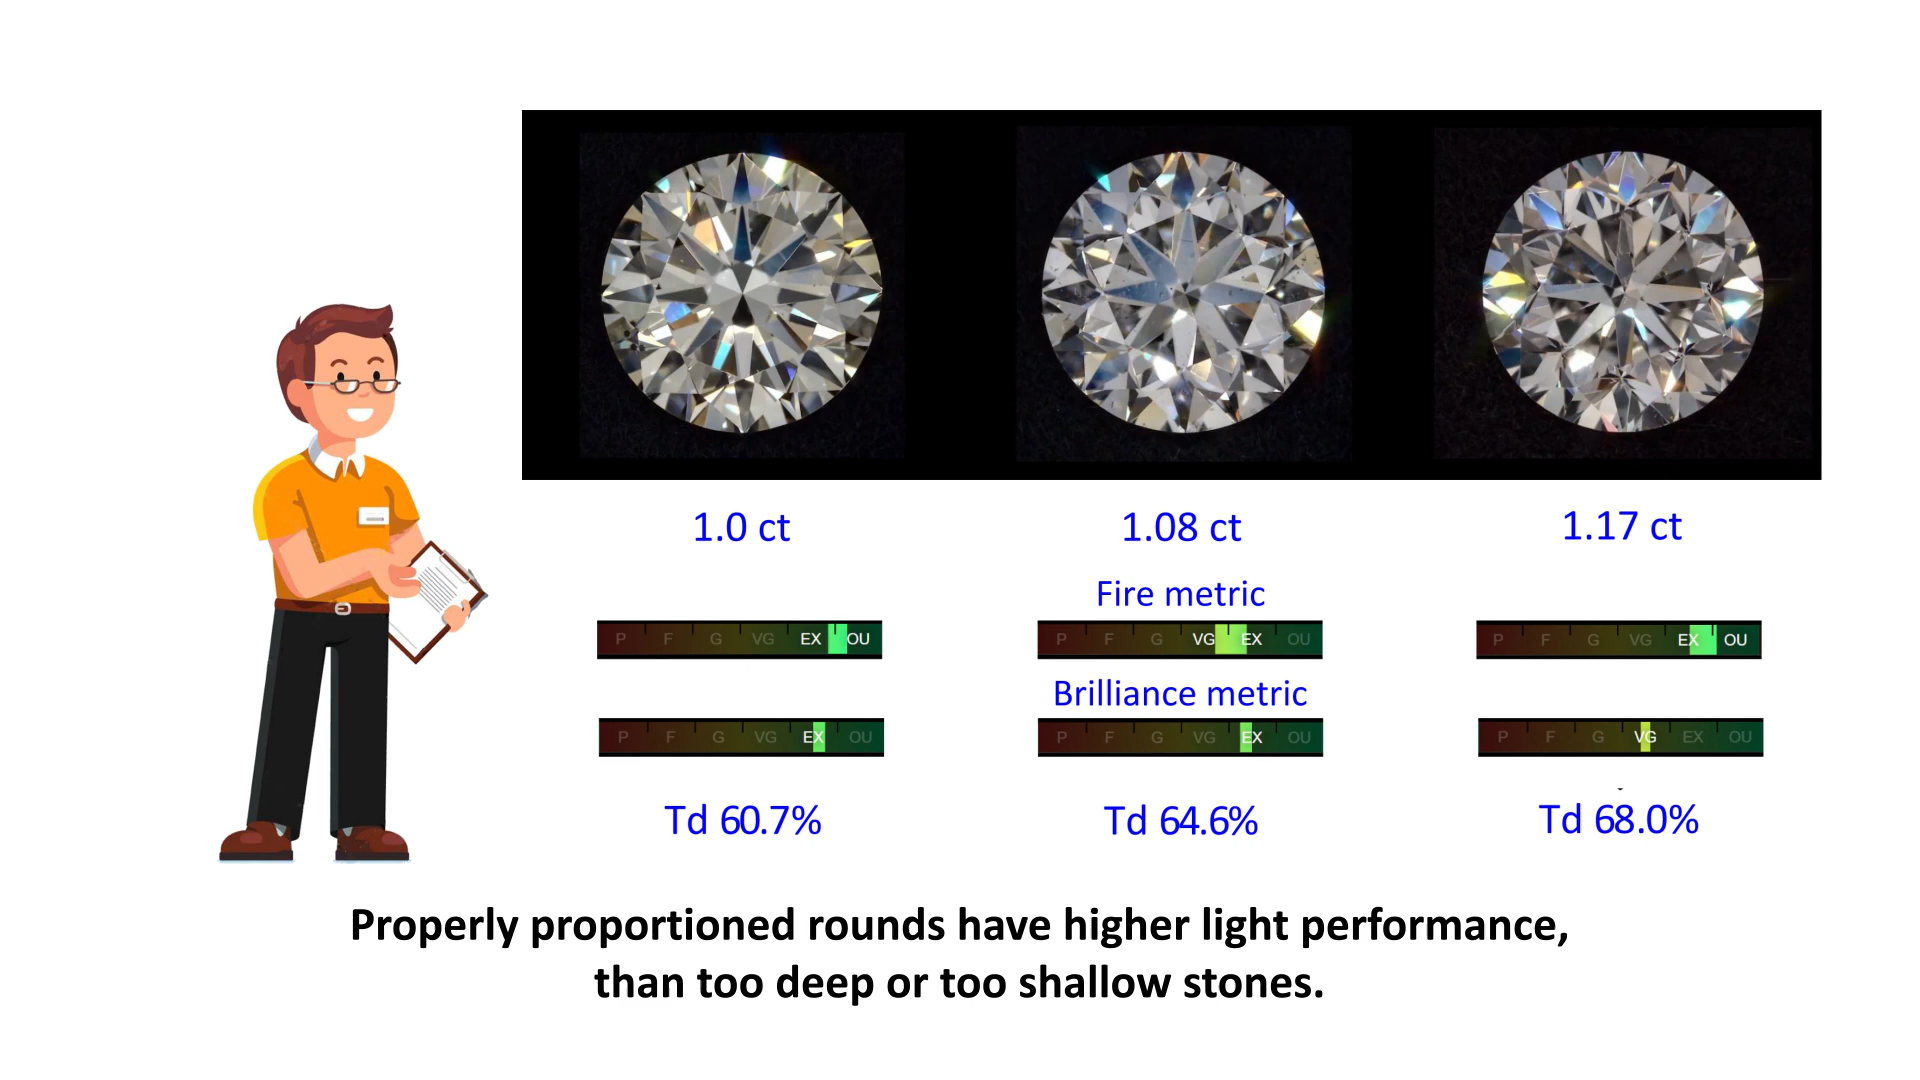 1.0 ct 1.08 ct 1.17 ct
Fire metric
P F G VG EX OU P F G VG EX OU P F G VG EX OU
Brilliance metric
P F G VG EX OU P F G VG EX OU P F G VG EX OU
Td 60.7% Td 64.6% Td 68.0%
Properly proportioned rounds have higher light performance,
than too deep or too shallow stones.